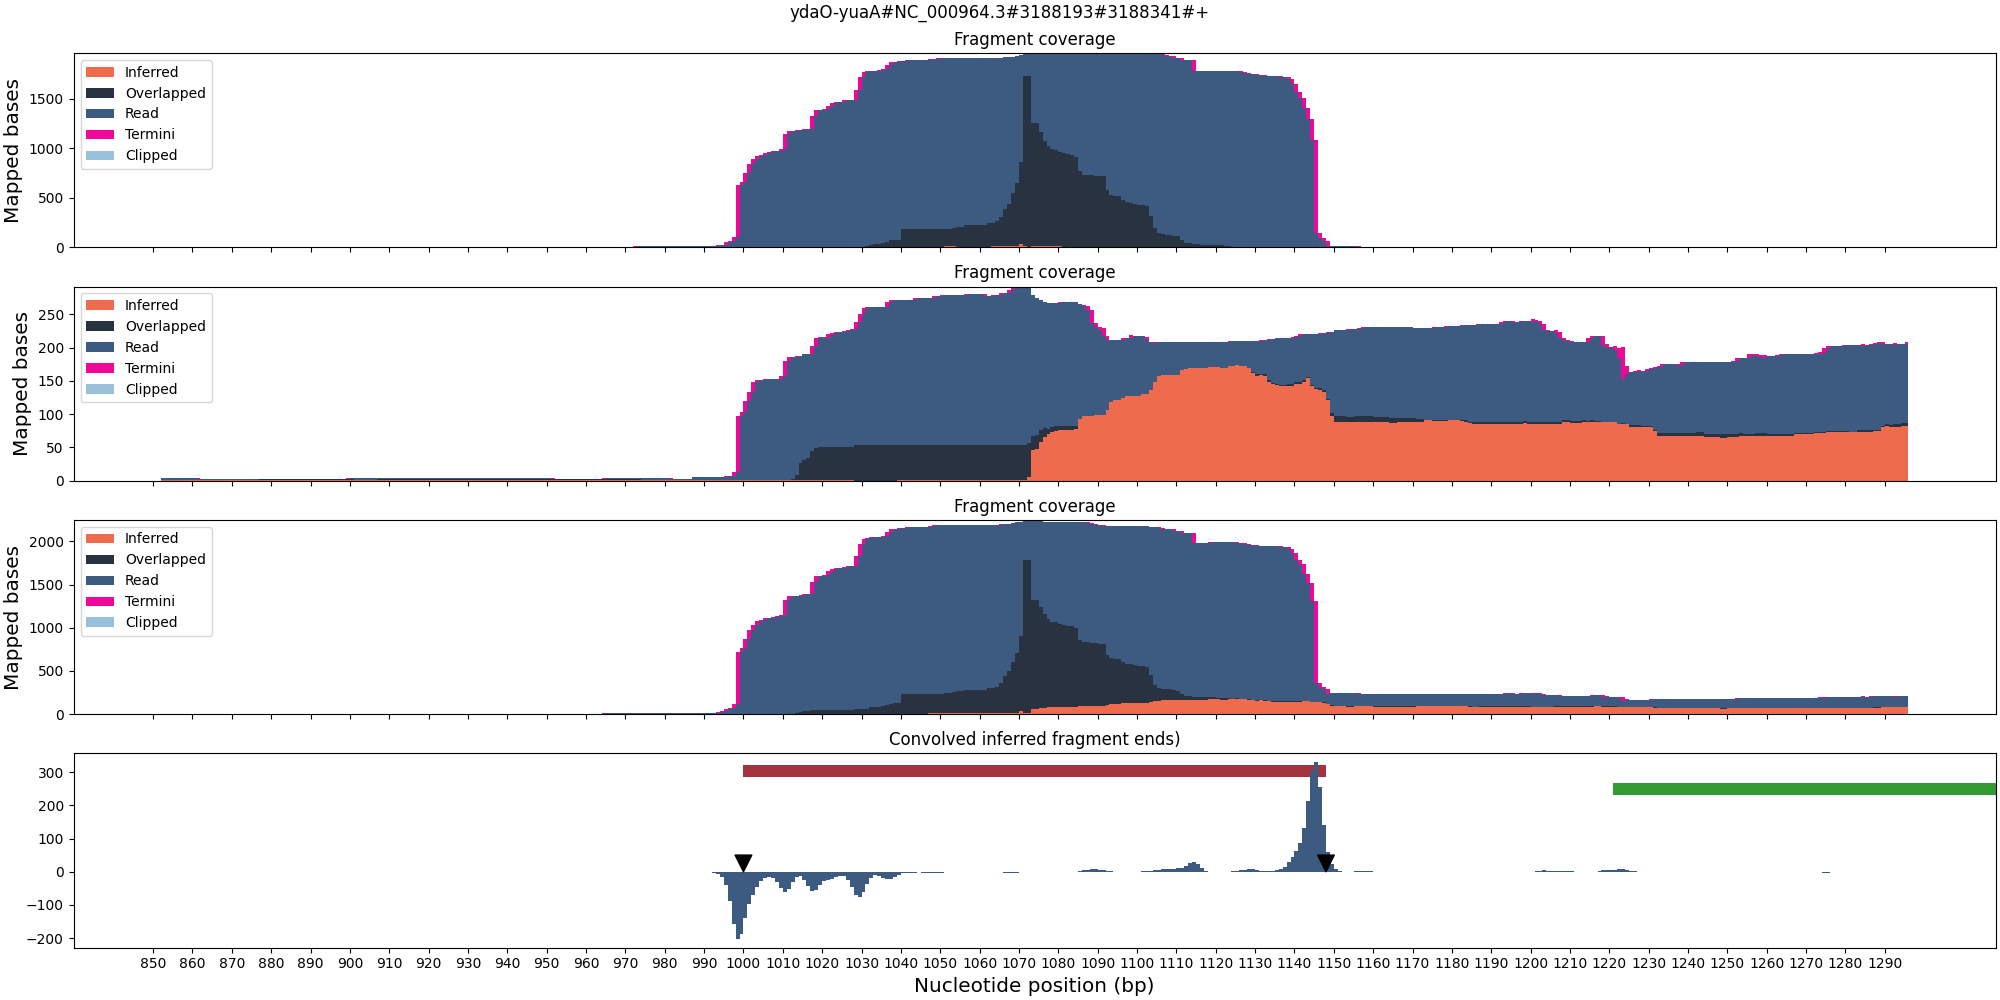 ydaO-yuaA#NC_000964.3#3188193#3188341#+
Fragment coverage
Mapped bases
1500
1000
500
0
Inferred
Overlapped
Read
Termini
Clipped
Fragment coverage
Mapped bases
250
200
150
100
50
0
Inferred
Overlapped
Read
Termini
Clipped
Fragment coverage
Mapped bases
2000
1500
1000
500
0
Inferred
Overlapped
Read
Termini
Clipped
Convolved inferred fragment ends)
300
200
100
0
−100
−200
850 860 870 880 890 900 910 920 930 940 950 960 970 980 990 1000 1010 1020 1030 1040 1050 1060 1070 1080 1090 1100 1110 1120 1130 1140 1150 1160 1170 1180 1190 1200 1210 1220 1230 1240 1250 1260 1270 1280 1290
Nucleotide position (bp)